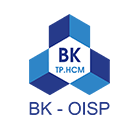 BK
TP.HCM
BK - OISP